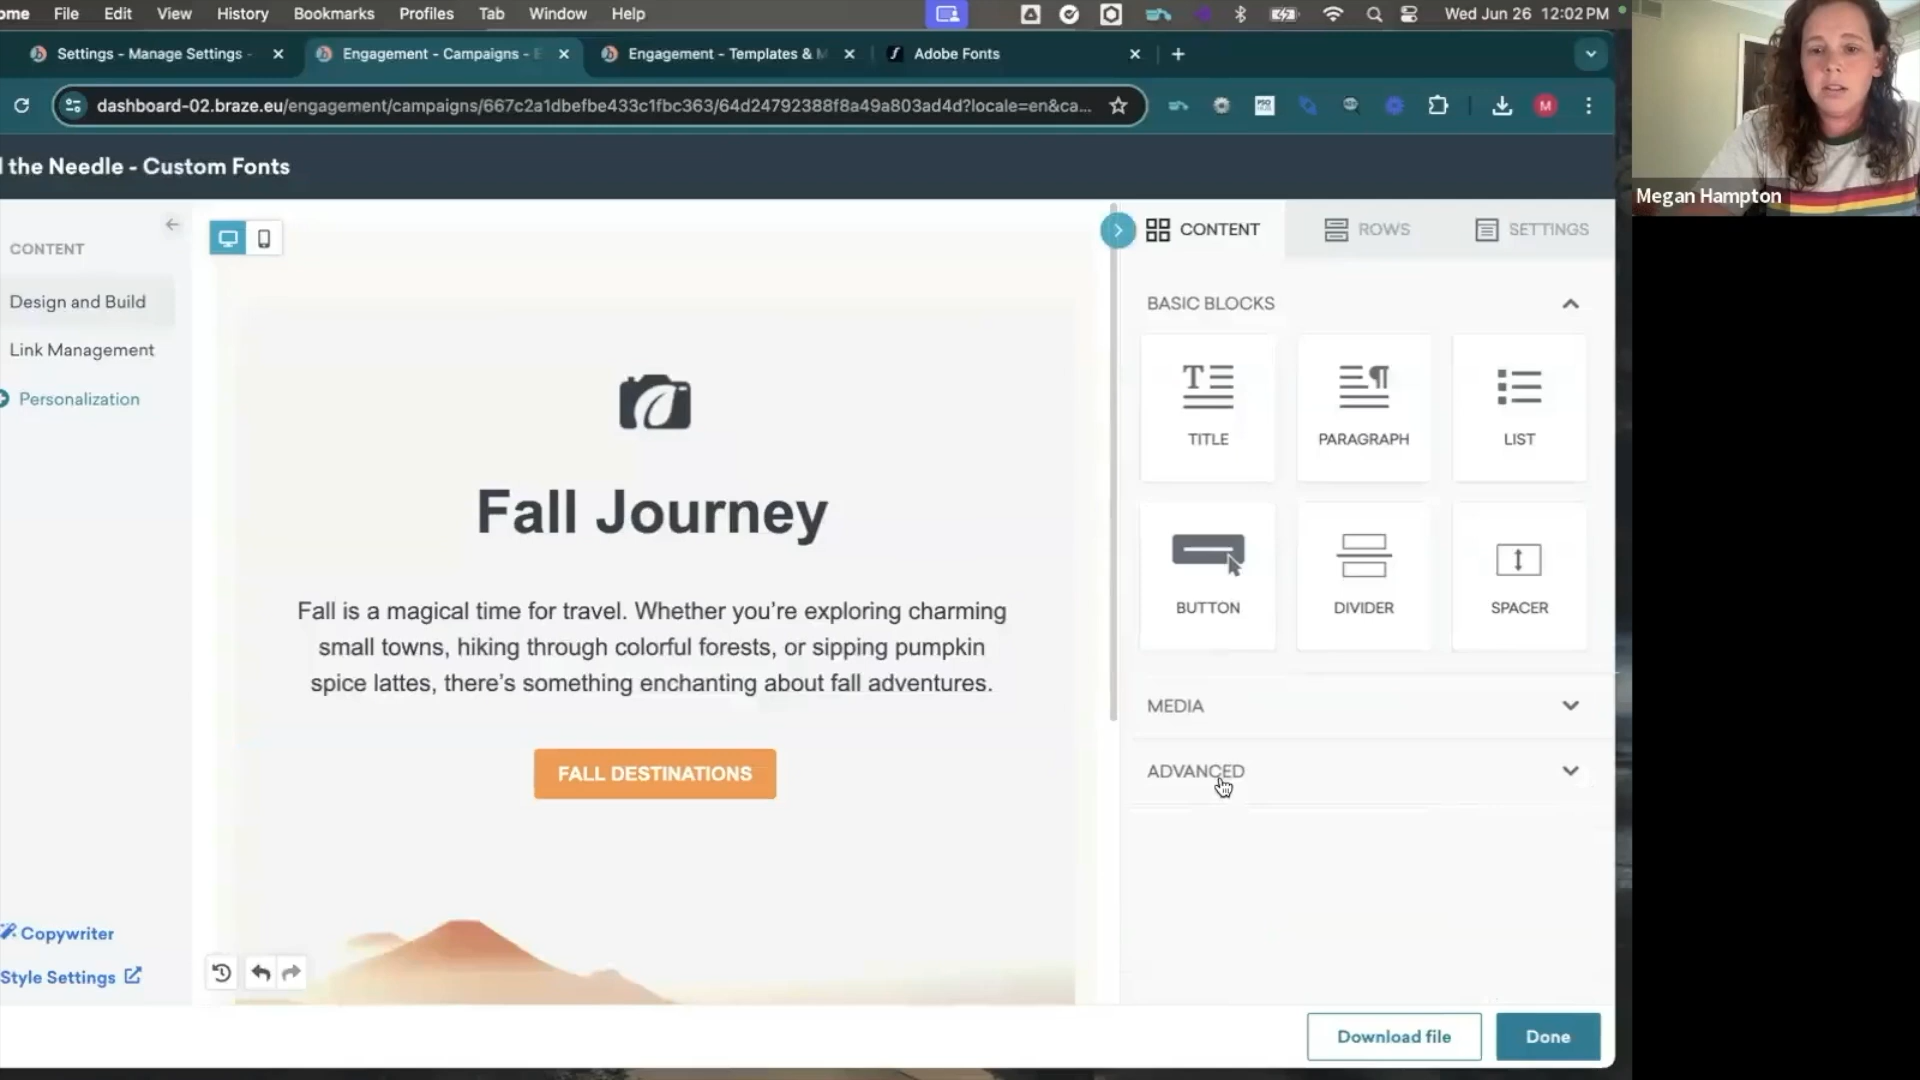 ome File Edit View History Bookmarks Profiles Tab Window Help Wed Jun 26 12:02 PM
Settings - Manage Settings - Engagement - Campaigns - E Engagement - Templates & M Adobe Fonts
dashboard-02.braze.eu/engagement/campaigns/667c2a1dbefbe433c1fbc363/64d24792388f8a49a803ad4d?locale=en&ca... M
l the Needle - Custom Fonts
Megan Hampton
CONTENT
Design and Build
Link Management
Personalization
Copywriter
Style Settings
Fall Journey
Fall is a magical time for travel. Whether you're exploring charming
small towns, hiking through colorful forests, or sipping pumpkin
spice lattes, there's something enchanting about fall adventures.
FALL DESTINATIONS
CONTENT ROWS SETTINGS
BASIC BLOCKS
TITLE PARAGRAPH LIST
BUTTON DIVIDER SPACER
MEDIA
ADVANCED
Download file Done